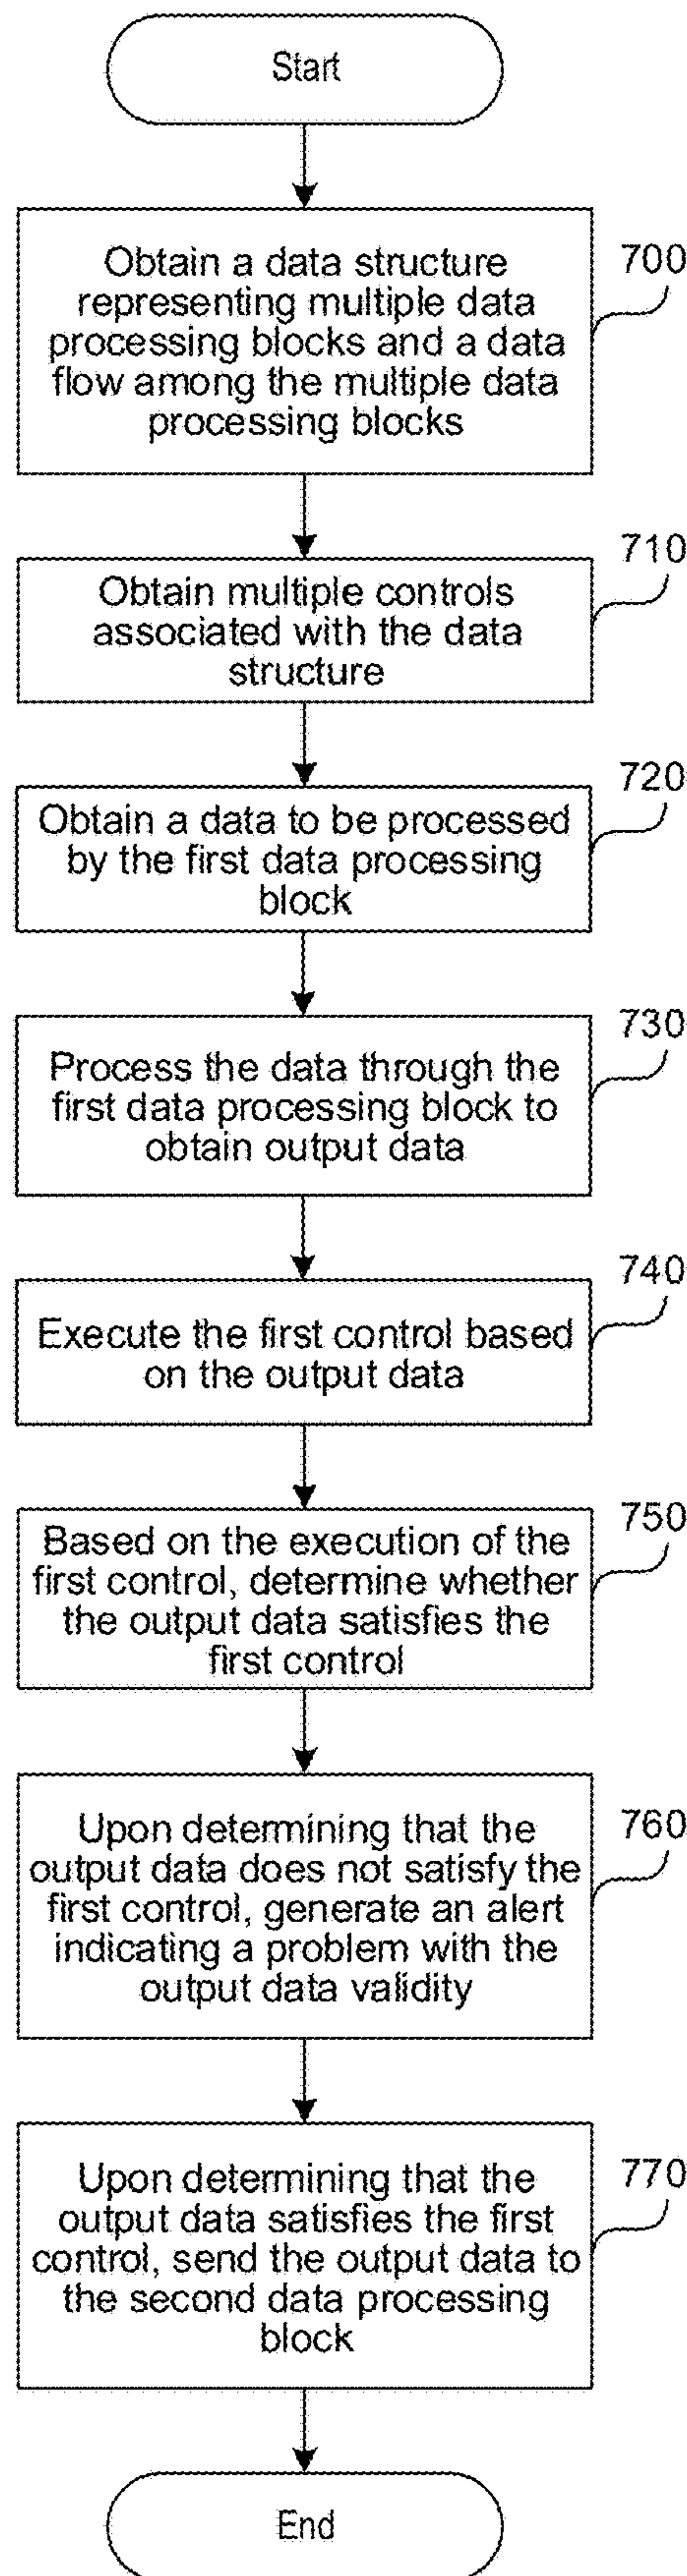 Start
700
Obtain a data structure
representing multiple data
processing blocks and a data
flow among the multiple data
processing blocks
710
Obtain multiple controls
associated with the data
structure
720
Obtain a data to be processed
by the first data processing
block
730
Process the data through the
first data processing block to
obtain output data
740
Execute the first control based
on the output data
750
Based on the execution of the
first control, determine whether
the output data satisfies the
first control
760
Upon determining that the
output data does not satisfy the
first control, generate an alert
indicating a problem with the
output data validity
770
Upon determining that the
output data satisfies the first
control, send the output data to
the second data processing
block
End